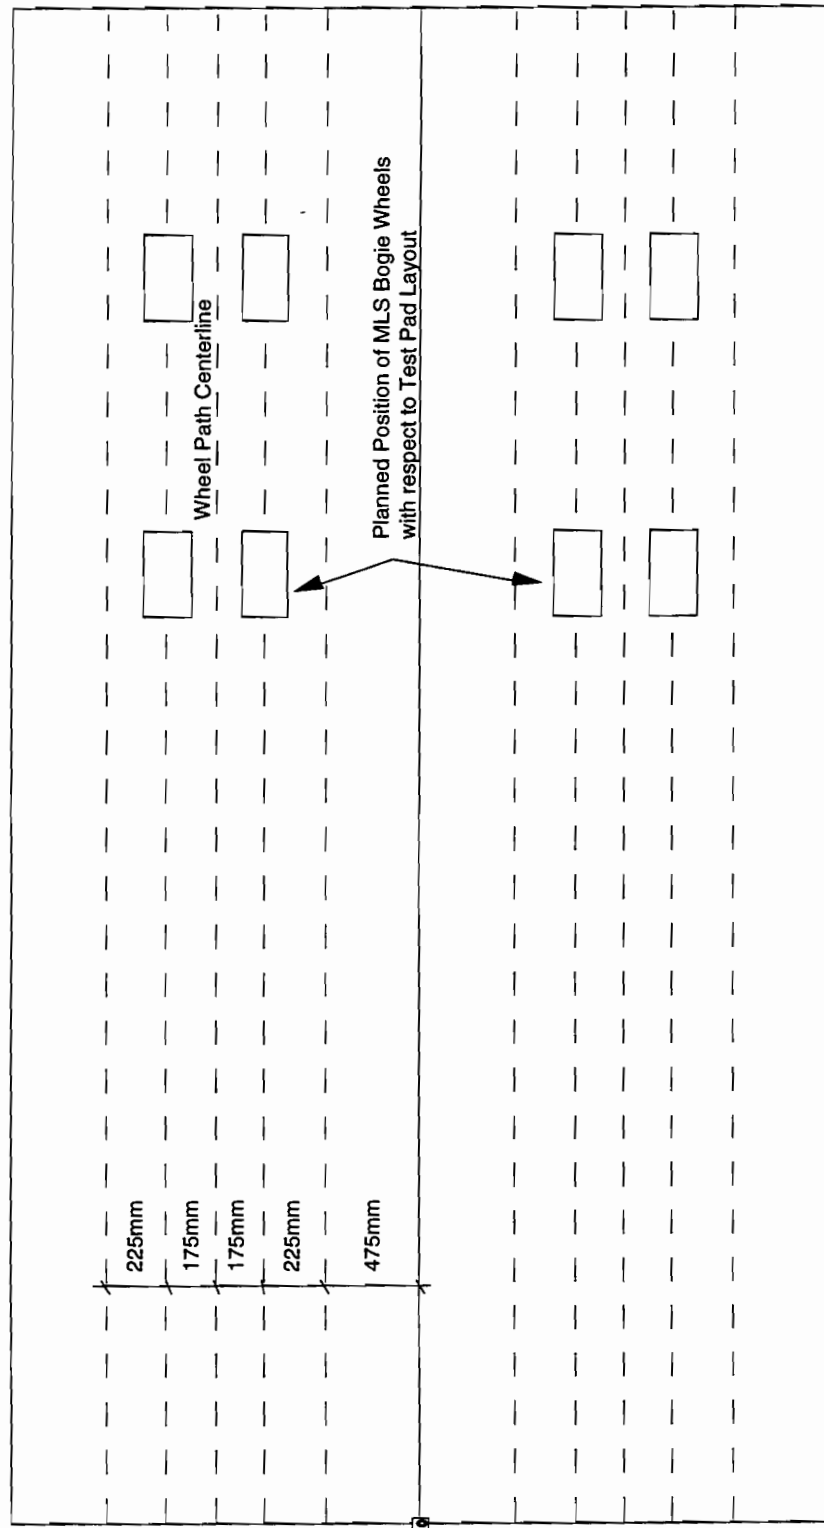 Wheel Path Centerline
Planned Position of MLS Bogie Wheels
with respect to Test Pad Layout
225mm
175mm
175mm
225mm
475mm
0